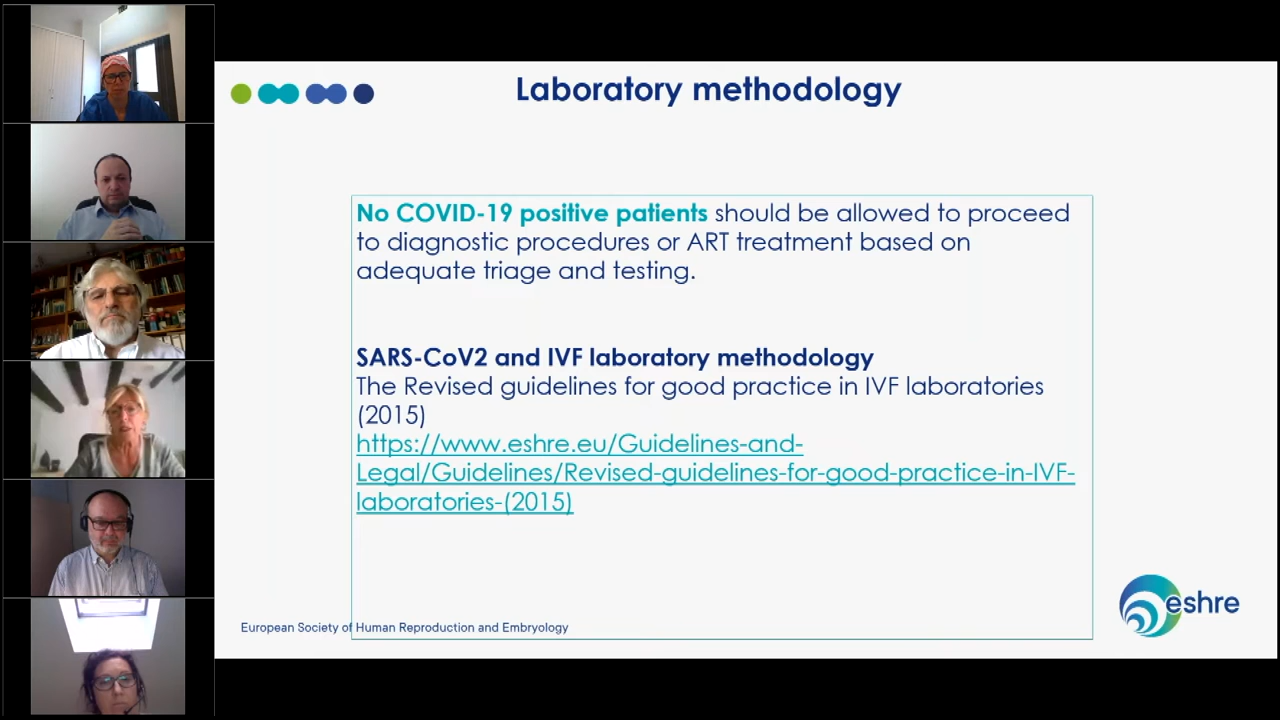 Laboratory methodology
No COVID-19 positive patients should be allowed to proceed
to diagnostic procedures or ART treatment based on
adequate triage and testing.
SARS-CoV2 and IVF laboratory methodology
The Revised guidelines for good practice in IVF laboratories
(2015)
https://www.eshre.eu/Guidelines-and-
Legal/Guidelines/Revised-guidelines-for-good-practice-in-IVF-
laboratories-(2015)
eshre
European Society of Human Reproduction and Embryology